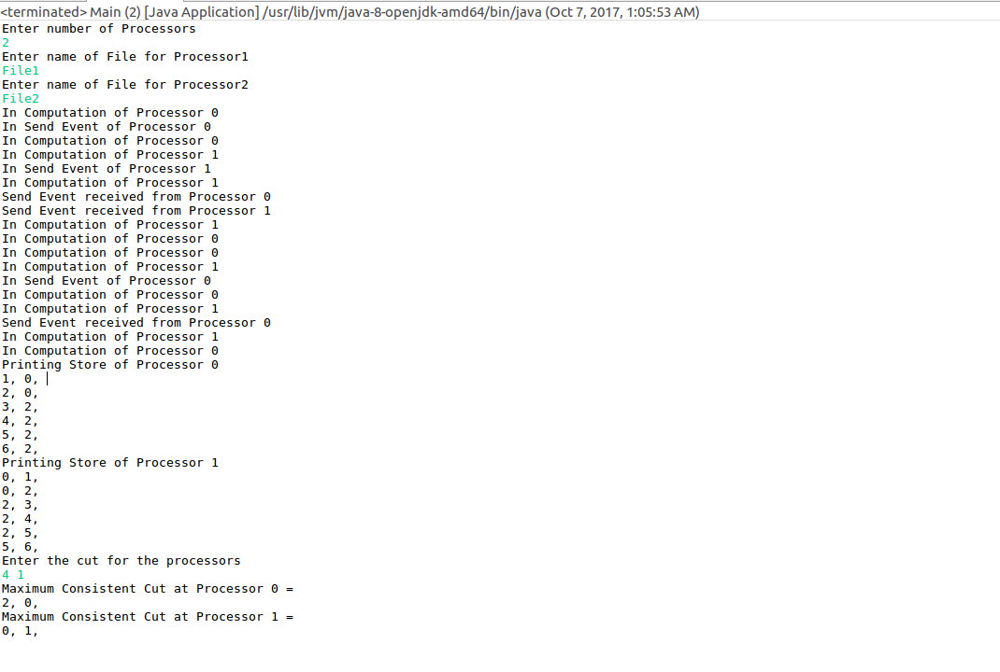 <terminated> Main (2) [Java Application] /usr/lib/jvm/java-8-openjdk-amd64/bin/java (Oct 7, 2017, 1:05:53 AM)
Enter number of Processors
2
Enter name of File for Processor1
File1
Enter name of File for Processor2
File2
In Computation of Processor 0
In Send Event of Processor 0
In Computation of Processor 0
In Computation of Processor 1
In Send Event of Processor 1
In Computation of Processor 1
Send Event received from Processor 0
Send Event received from Processor 1
In Computation of Processor 1
In Computation of Processor 0
In Computation of Processor 0
In Computation of Processor 1
In Send Event of Processor 0
In Computation of Processor 0
In Computation of Processor 1
Send Event received from Processor 0
In Computation of Processor 1
In Computation of Processor 0
Printing Store of Processor 0
1, 0,
2, 0,
3, 2,
4, 2,
5, 2,
6, 2,
Printing Store of Processor 1
0, 1,
0, 2,
2, 3,
2, 4,
2, 5,
5, 6,
Enter the cut for the processors
4 1
Maximum Consistent Cut at Processor 0 =
2, 0,
Maximum Consistent Cut at Processor 1 =
0, 1,